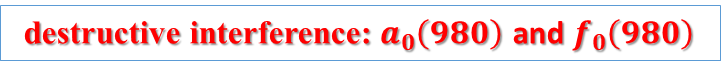 destructive interference: a₀(980) and f₀(980)